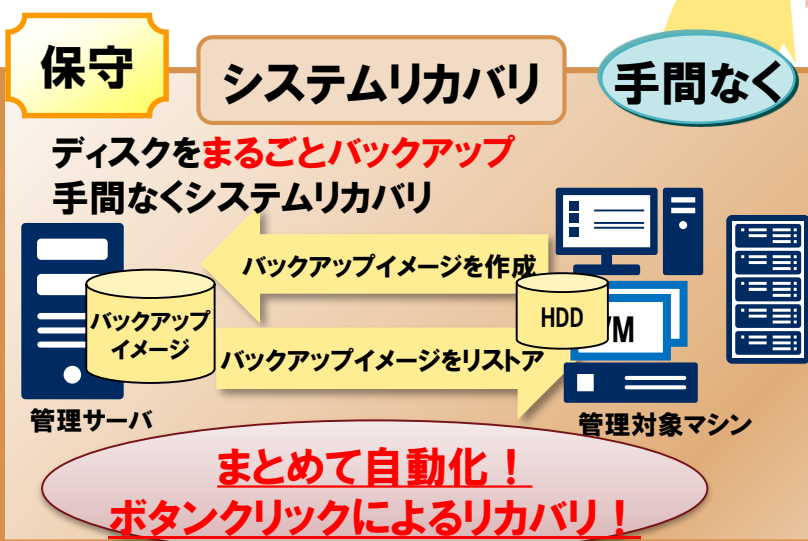 保守
システムリカバリ
手間なく
ディスクをまるごとバックアップ
手間なくシステムリカバリ
バックアップイメージを作成
バックアップ
イメージ
HDD
バックアップイメージをリストア
管理サーバ
管理対象マシン
まとめて自動化！
ボタンクリックによるリカバリ！